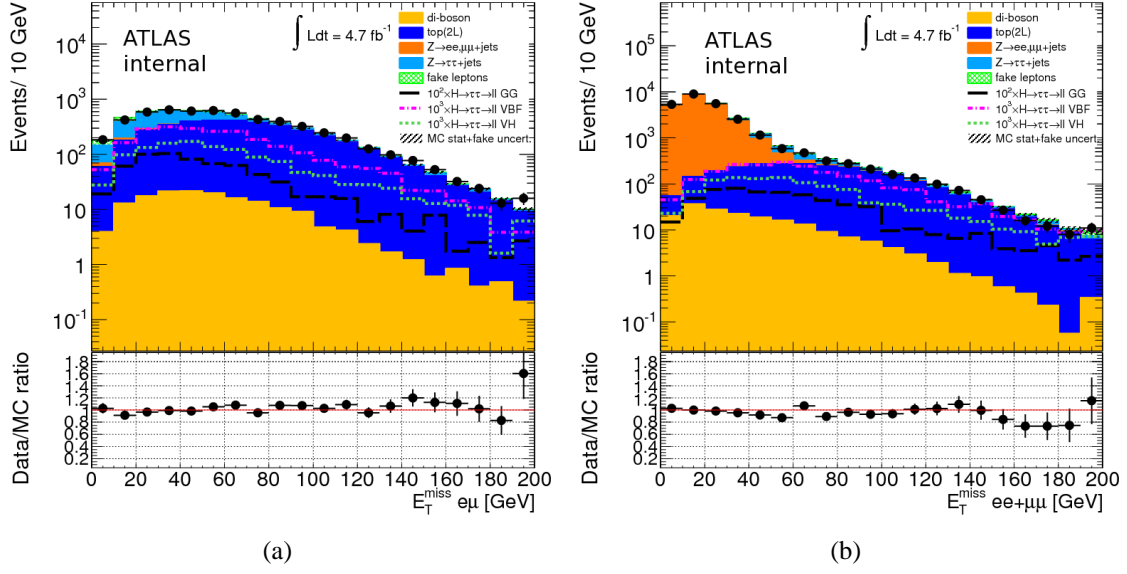 Events/ 10 GeV
10⁴
10³
10²
10
1
10⁻¹
ATLAS
internal
∫ Ldt = 4.7 fb⁻¹
di-boson
top(2L)
Z→ee,μμ+jets
Z→ττ+jets
fake leptons
10²×H→ττ→ll GG
10³×H→ττ→ll VBF
10³×H→ττ→ll VH
MC stat+fake uncert.
Data/MC ratio
1.8
1.6
1.4
1.2
1
0.8
0.6
0.4
0.2
0 20 40 60 80 100 120 140 160 180 200
E_T^miss eμ [GeV]
(a)
Events/ 10 GeV
10⁵
10⁴
10³
10²
10
1
10⁻¹
ATLAS
internal
∫ Ldt = 4.7 fb⁻¹
di-boson
top(2L)
Z→ee,μμ+jets
Z→ττ+jets
fake leptons
10²×H→ττ→ll GG
10³×H→ττ→ll VBF
10³×H→ττ→ll VH
MC stat+fake uncert.
Data/MC ratio
1.8
1.6
1.4
1.2
1
0.8
0.6
0.4
0.2
0 20 40 60 80 100 120 140 160 180 200
E_T^miss ee+μμ [GeV]
(b)